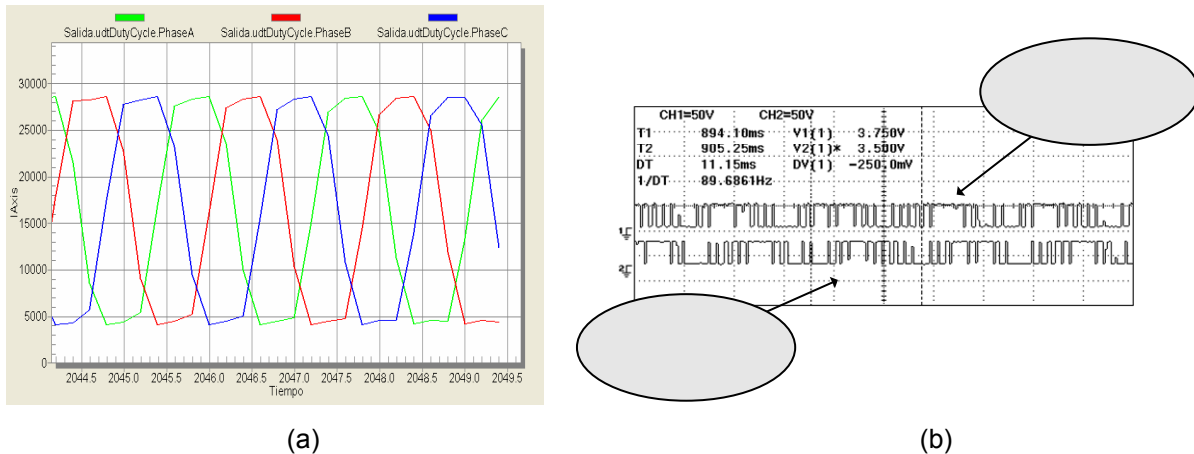 Salida.udtDutyCycle.PhaseA Salida.udtDutyCycle.PhaseB Salida.udtDutyCycle.PhaseC
30000
25000
20000
15000
10000
5000
0
IAxis
2044.5 2045.0 2045.5 2046.0 2046.5 2047.0 2047.5 2048.0 2048.5 2049.0 2049.5
Tiempo
(a)
CH1=50V CH2=50V
T1 894.10ms V1(1) 3.750V
T2 905.25ms V2(1)* 3.500V
DT 11.15ms DV(1) -250.0mV
1/DT 89.6861Hz
1
2
(b)